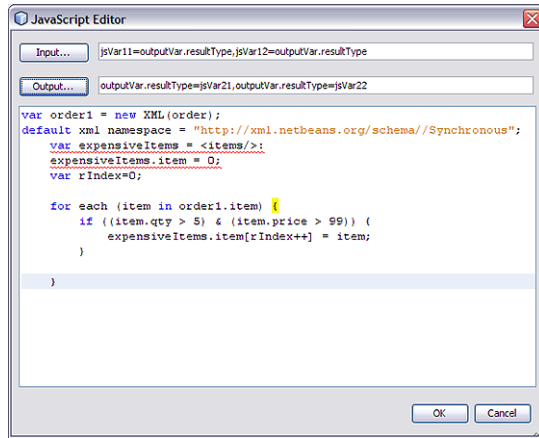 JavaScript Editor
Input... jsVar11=outputVar.resultType,jsVar12=outputVar.resultType
Output... outputVar.resultType=jsVar21,outputVar.resultType=jsVar22
var order1 = new XML(order);
default xml namespace = "http://xml.netbeans.org/schema//Synchronous";
var expensiveItems = <items/>:
expensiveItems.item = 0;
var rIndex=0;
for each (item in order1.item) {
if ((item.qty > 5) & (item.price > 99)) {
expensiveItems.item[rIndex++] = item;
}
}
OK Cancel